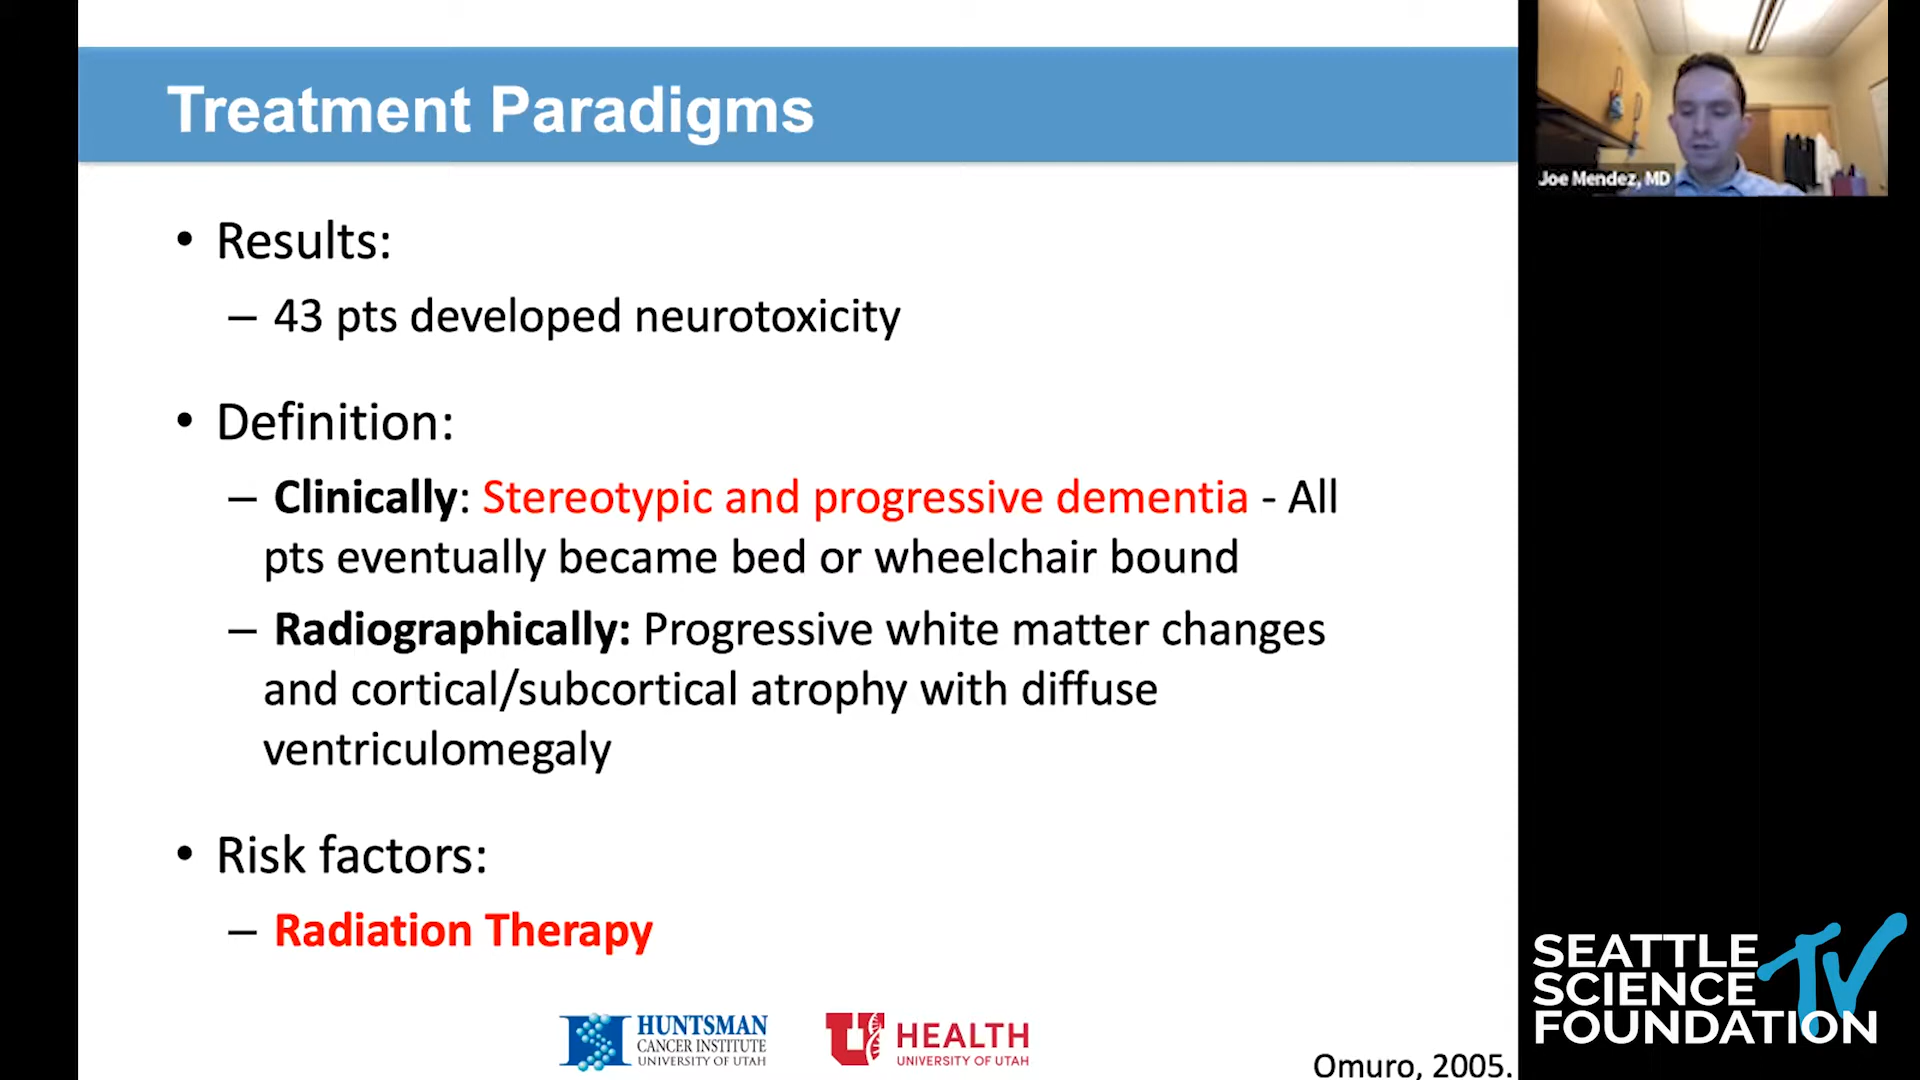 Treatment Paradigms
• Results:
– 43 pts developed neurotoxicity
• Definition:
– Clinically: Stereotypic and progressive dementia - All
pts eventually became bed or wheelchair bound
– Radiographically: Progressive white matter changes
and cortical/subcortical atrophy with diffuse
ventriculomegaly
• Risk factors:
– Radiation Therapy
HUNTSMAN
CANCER INSTITUTE
UNIVERSITY OF UTAH
U HEALTH
UNIVERSITY OF UTAH
Omuro, 2005.
Joe Mendez, MD
SEATTLE
SCIENCE
FOUNDATION
TV